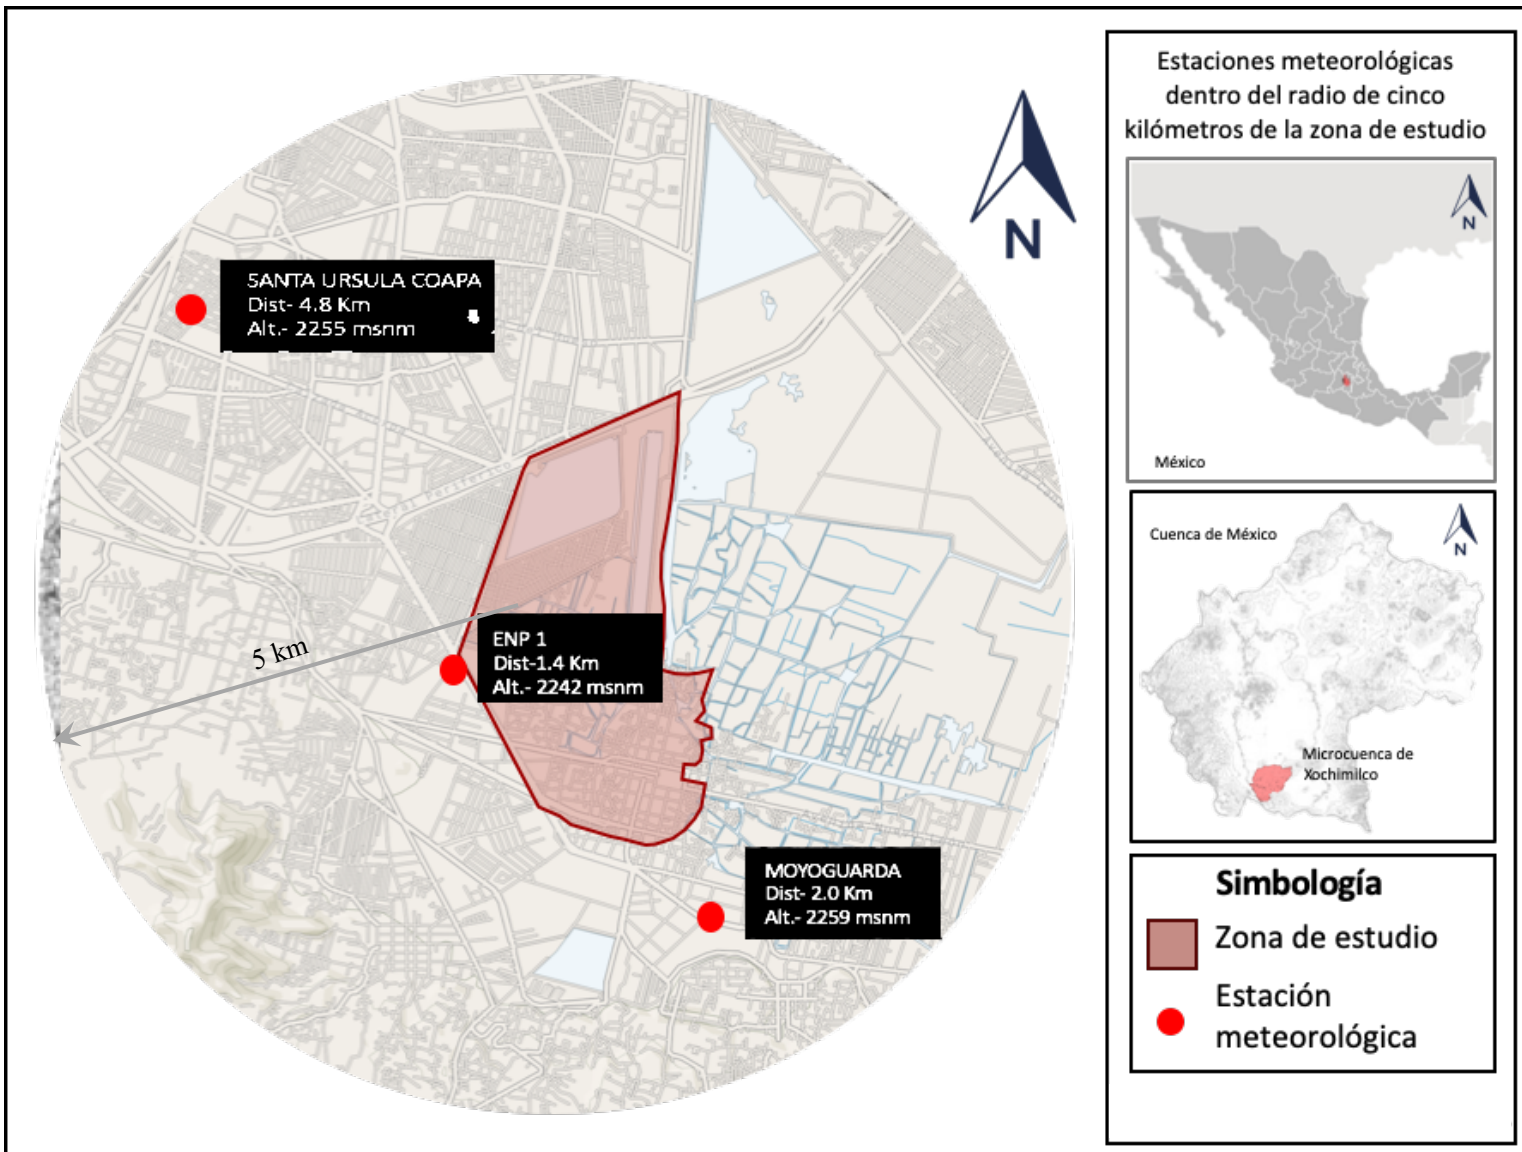 SANTA URSULA COAPA
Dist- 4.8 Km
Alt.- 2255 msnm
N
Periferico
5 km
ENP 1
Dist-1.4 Km
Alt.- 2242 msnm
MOYOGUARDA
Dist- 2.0 Km
Alt.- 2259 msnm
Estaciones meteorológicas
dentro del radio de cinco
kilómetros de la zona de estudio
N
México
Cuenca de México
N
Microcuenca de
Xochimilco
Simbología
Zona de estudio
Estación
meteorológica